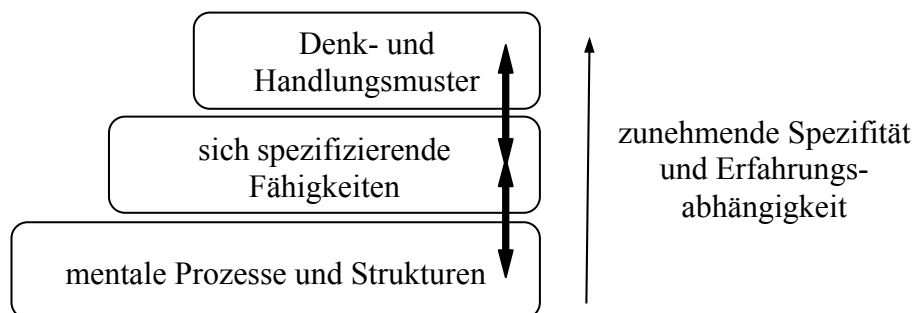 Denk- und
Handlungsmuster
sich spezifizierende
Fähigkeiten
mentale Prozesse und Strukturen
zunehmende Spezifität
und Erfahrungs-
abhängigkeit